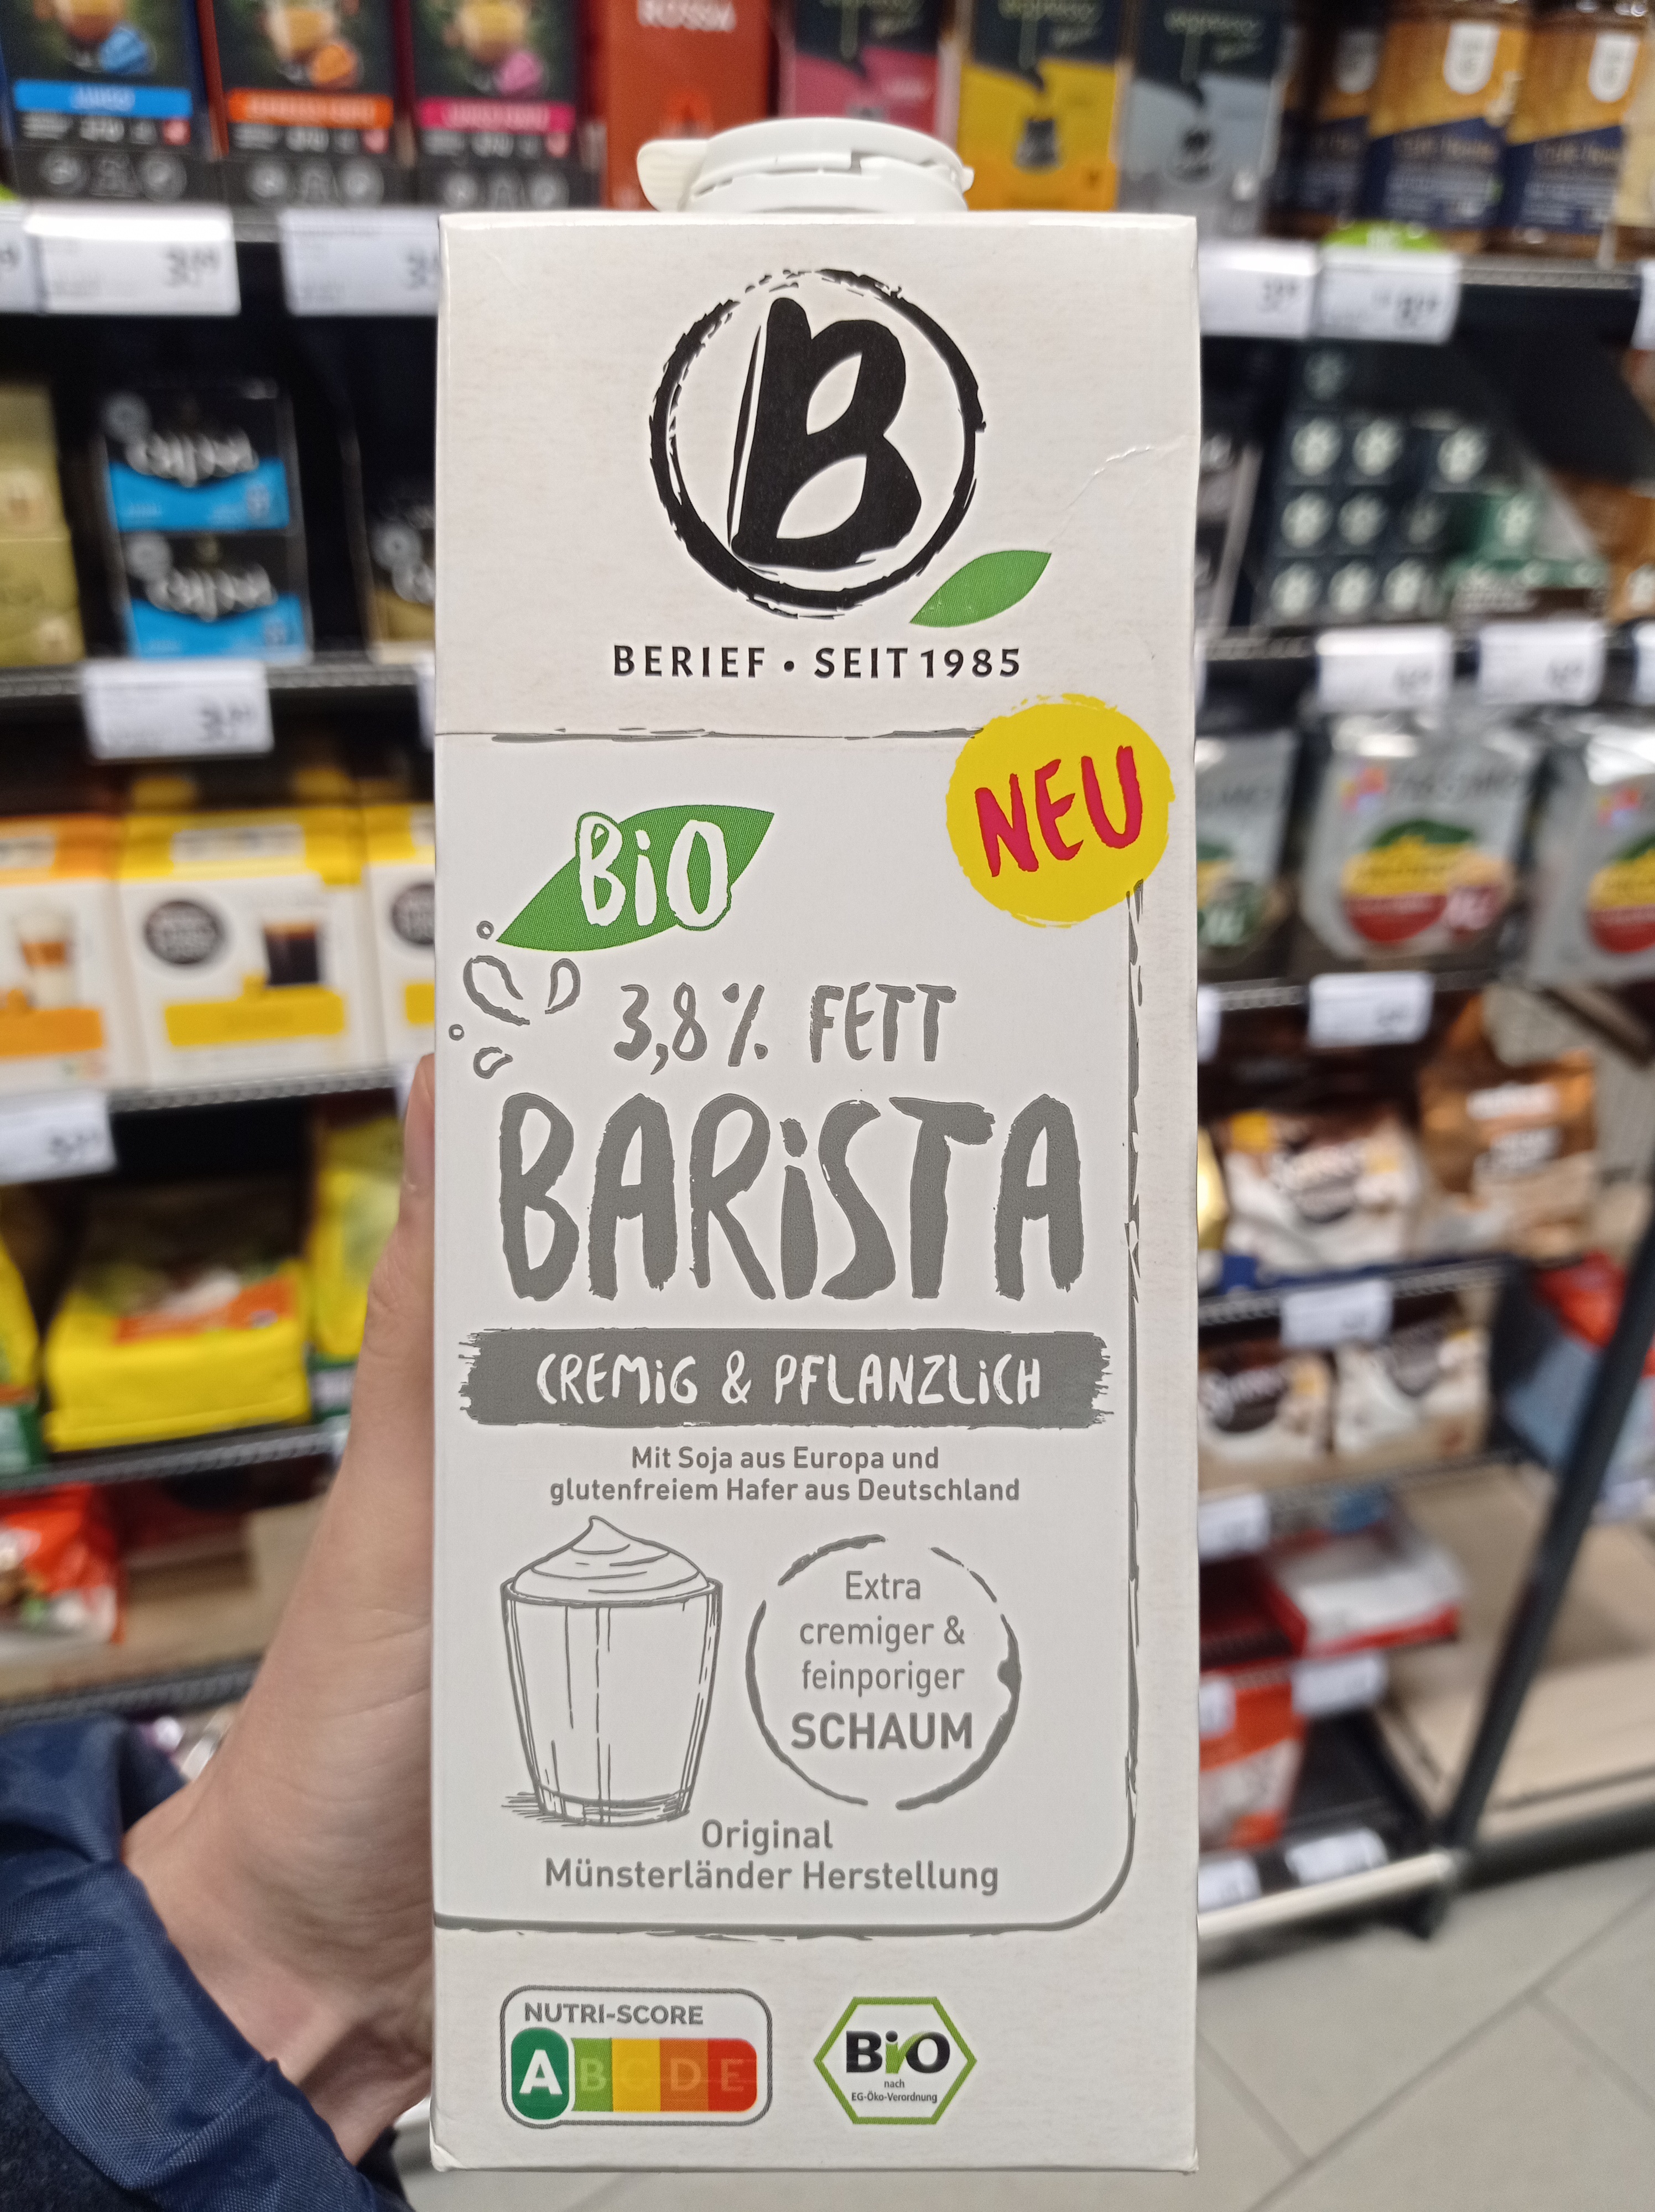 B
BERIEF • SEIT 1985
NEU
BiO
3,8% FETT
BARiSTA
CREMiG & PFLANZLiCH
Mit Soja aus Europa und
glutenfreiem Hafer aus Deutschland
Extra
cremiger &
feinporiger
SCHAUM
Original
Münsterländer Herstellung
NUTRI-SCORE
A B C D E
BiO
nach
EG-Öko-Verordnung